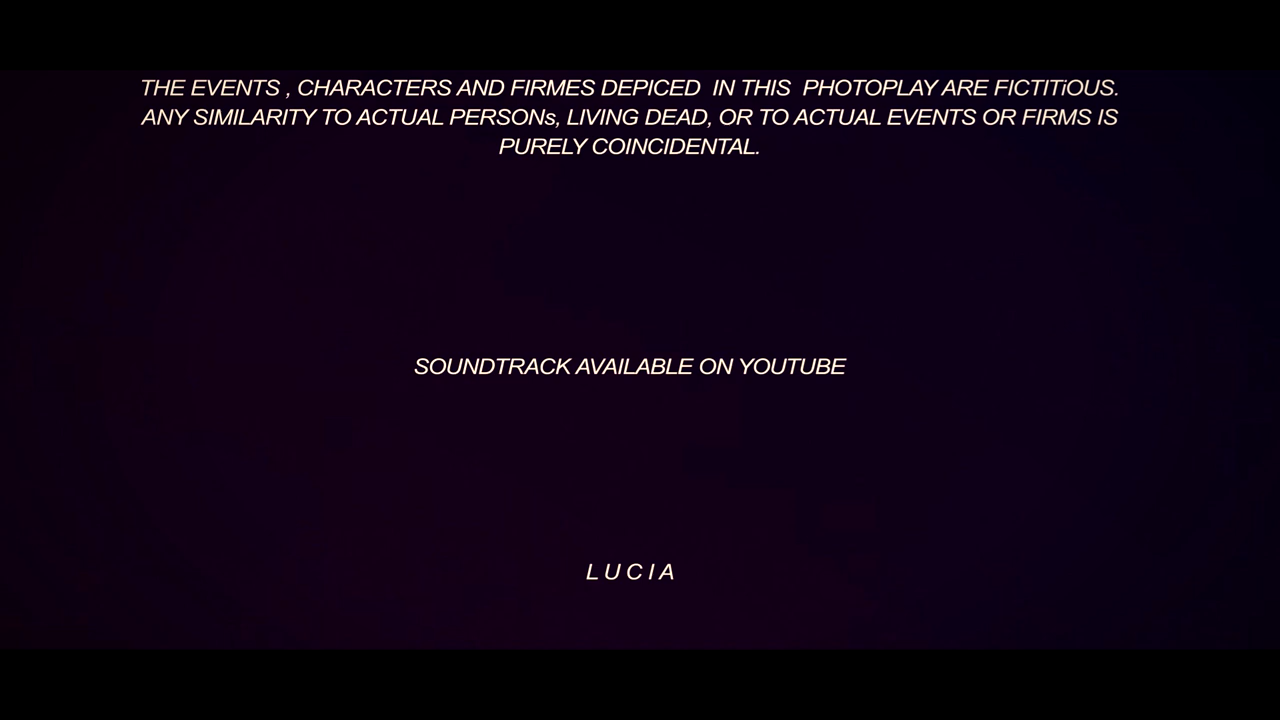 THE EVENTS , CHARACTERS AND FIRMES DEPICED  IN THIS  PHOTOPLAY ARE FICTITiOUS.
ANY SIMILARITY TO ACTUAL PERSONs, LIVING DEAD, OR TO ACTUAL EVENTS OR FIRMS IS
PURELY COINCIDENTAL.
SOUNDTRACK AVAILABLE ON YOUTUBE
L U C I A